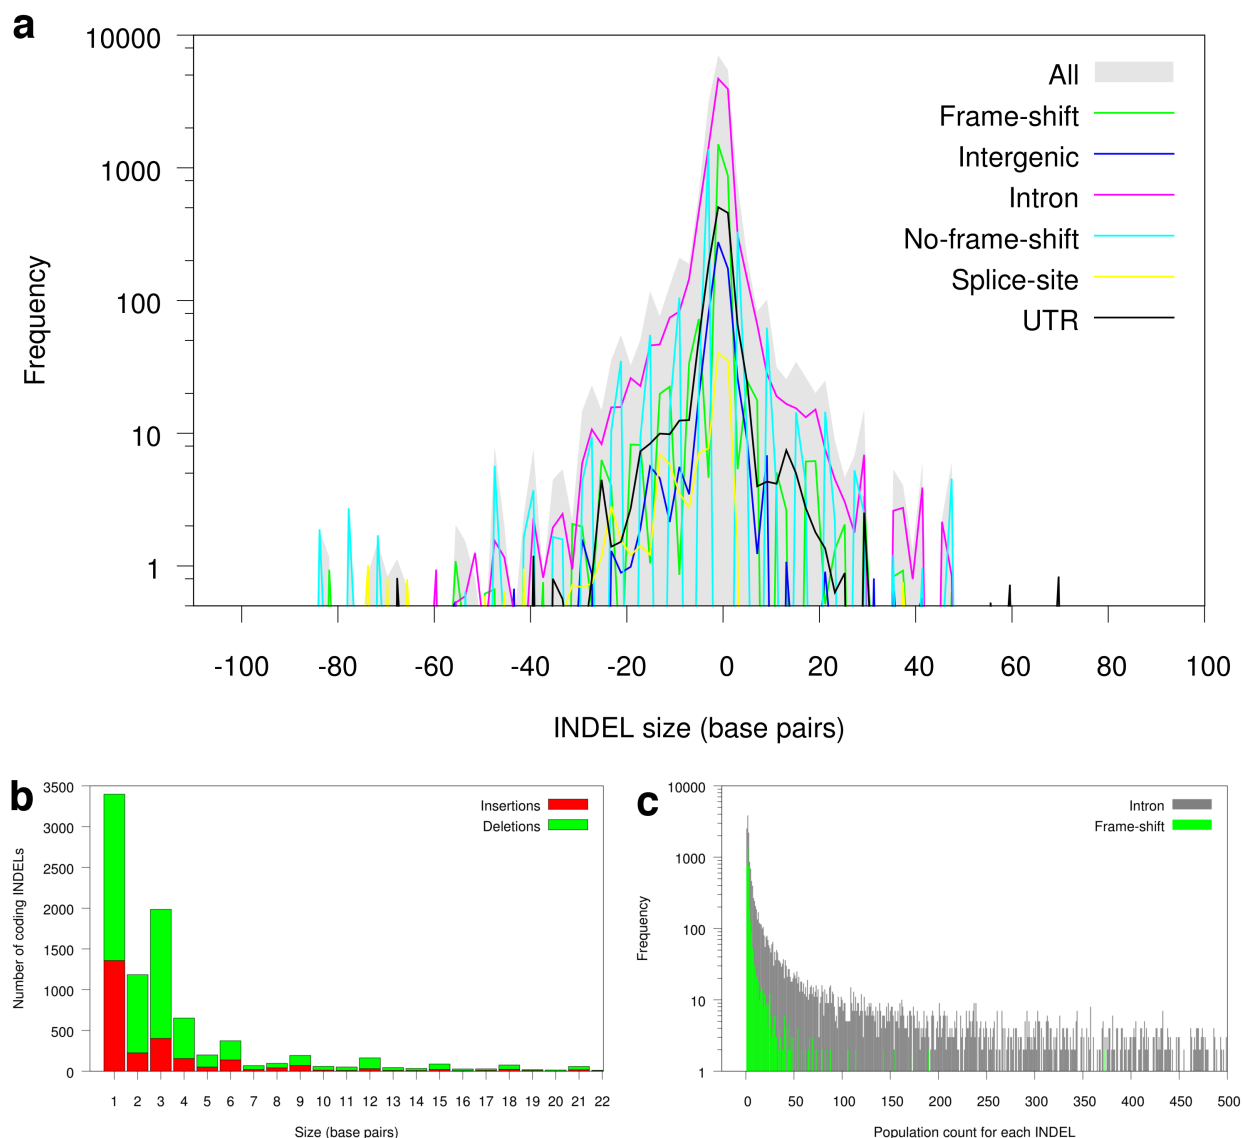 a
10000
1000
100
10
1
Frequency
All
Frame-shift
Intergenic
Intron
No-frame-shift
Splice-site
UTR
-100 -80 -60 -40 -20 0 20 40 60 80 100
INDEL size (base pairs)
b
3500
3000
2500
2000
1500
1000
500
0
Number of coding INDELs
Insertions
Deletions
1 2 3 4 5 6 7 8 9 10 11 12 13 14 15 16 17 18 19 20 21 22
Size (base pairs)
c
10000
1000
100
10
1
Frequency
Intron
Frame-shift
0 50 100 150 200 250 300 350 400 450 500
Population count for each INDEL